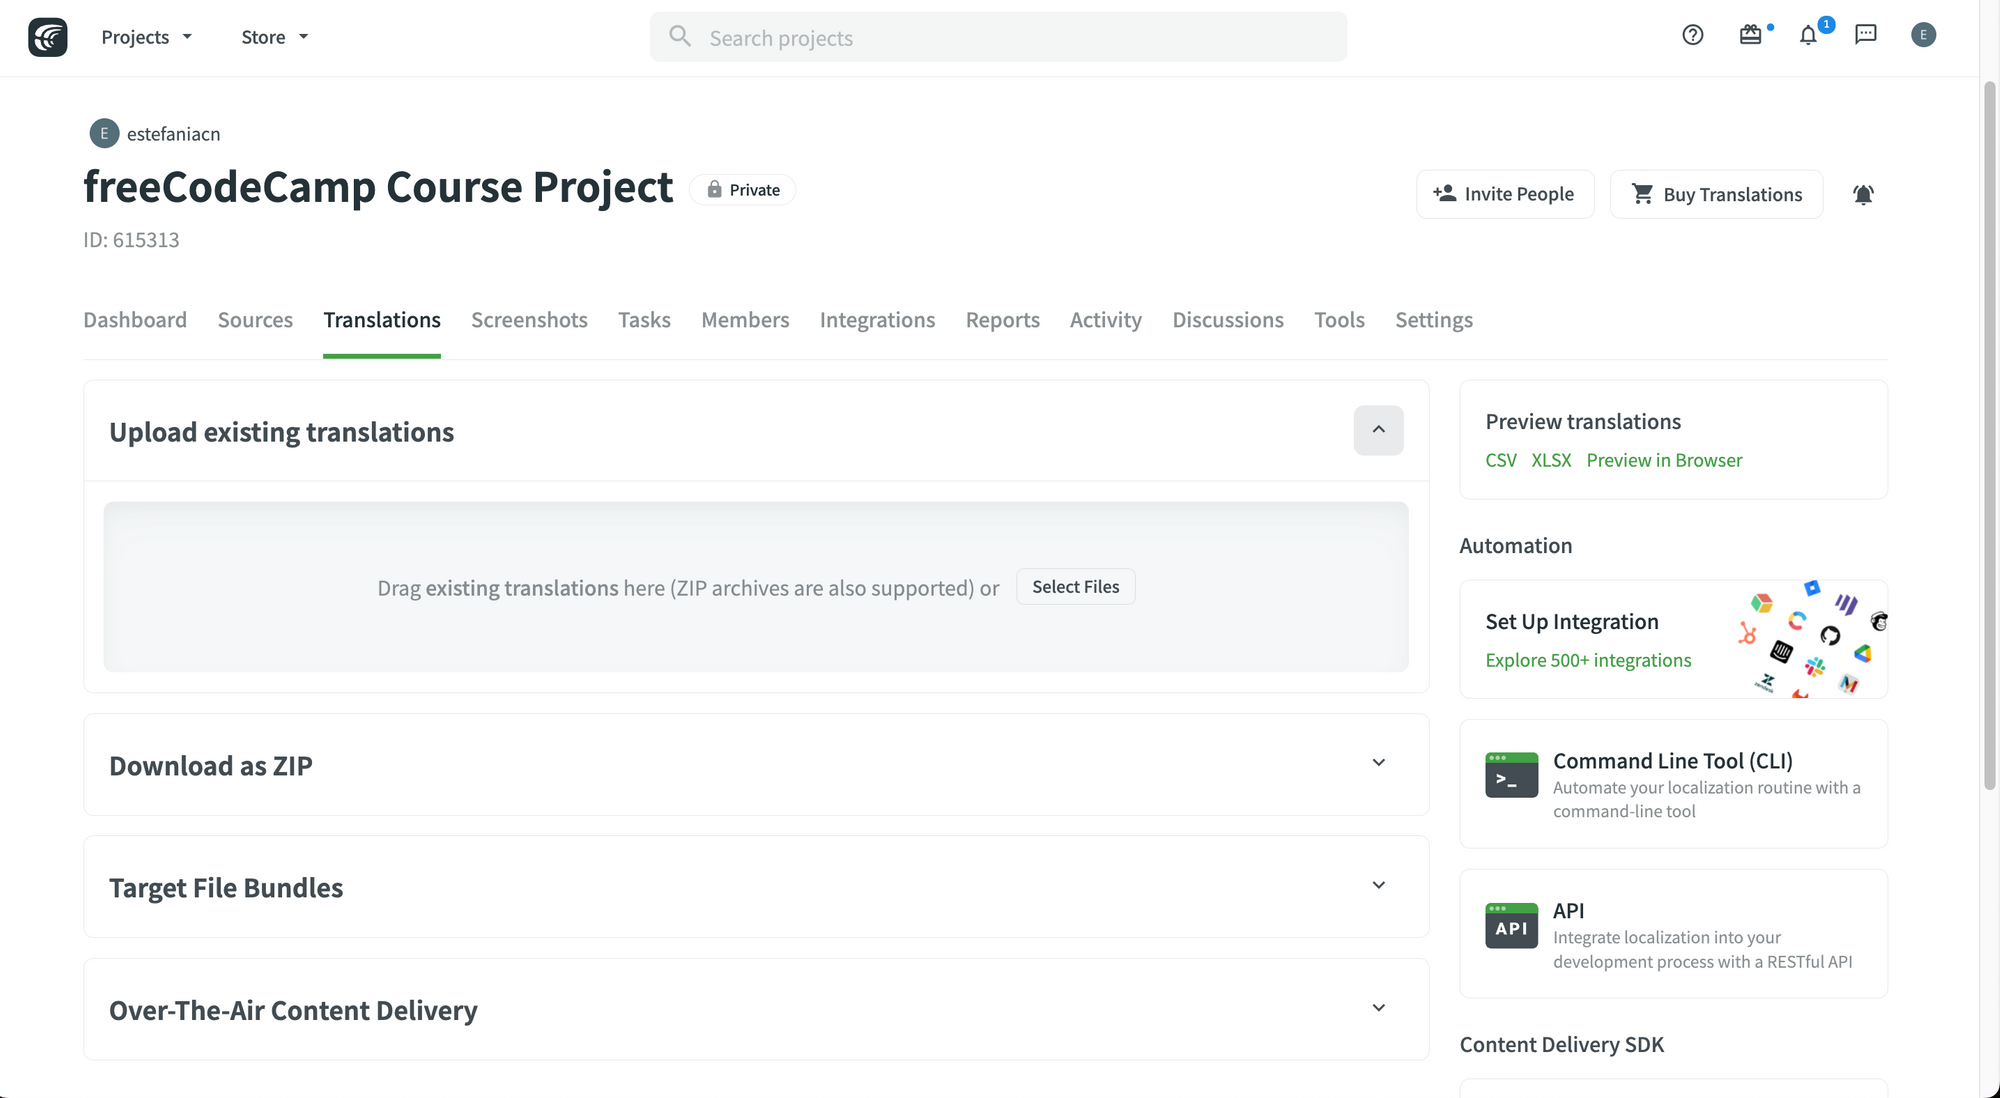 Projects
Store
Search projects
1
E
E estefaniacn
freeCodeCamp Course Project
Private
ID: 615313
Invite People
Buy Translations
Dashboard Sources Translations Screenshots Tasks Members Integrations Reports Activity Discussions Tools Settings
Upload existing translations
Drag existing translations here (ZIP archives are also supported) or Select Files
Download as ZIP
Target File Bundles
Over-The-Air Content Delivery
Preview translations
CSV XLSX Preview in Browser
Automation
Set Up Integration
Explore 500+ integrations
zendesk
>_
Command Line Tool (CLI)
Automate your localization routine with a
command-line tool
API
API
Integrate localization into your
development process with a RESTful API
Content Delivery SDK